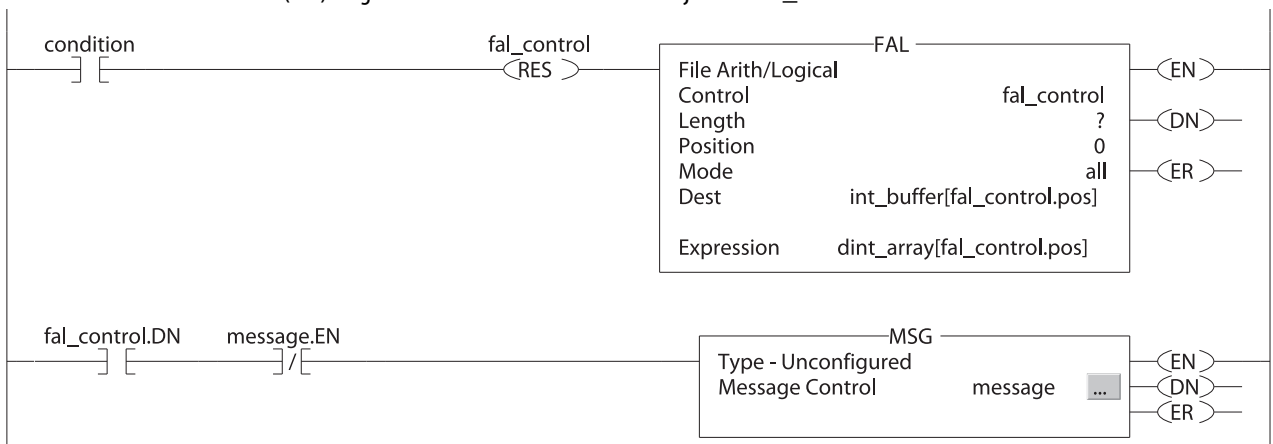 condition
fal_control
RES
FAL
File Arith/Logical
Control fal_control
Length ?
Position 0
Mode all
Dest int_buffer[fal_control.pos]
Expression dint_array[fal_control.pos]
EN
DN
ER
fal_control.DN message.EN
/
MSG
Type - Unconfigured
Message Control message ...
EN
DN
ER